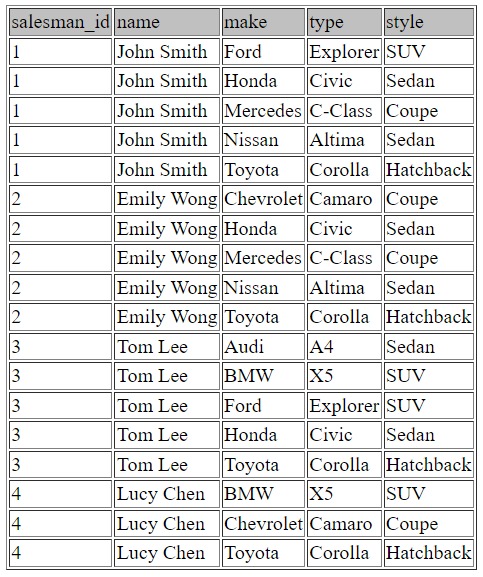 salesman_id name make type style
1 John Smith Ford Explorer SUV
1 John Smith Honda Civic Sedan
1 John Smith Mercedes C-Class Coupe
1 John Smith Nissan Altima Sedan
1 John Smith Toyota Corolla Hatchback
2 Emily Wong Chevrolet Camaro Coupe
2 Emily Wong Honda Civic Sedan
2 Emily Wong Mercedes C-Class Coupe
2 Emily Wong Nissan Altima Sedan
2 Emily Wong Toyota Corolla Hatchback
3 Tom Lee Audi A4 Sedan
3 Tom Lee BMW X5 SUV
3 Tom Lee Ford Explorer SUV
3 Tom Lee Honda Civic Sedan
3 Tom Lee Toyota Corolla Hatchback
4 Lucy Chen BMW X5 SUV
4 Lucy Chen Chevrolet Camaro Coupe
4 Lucy Chen Toyota Corolla Hatchback